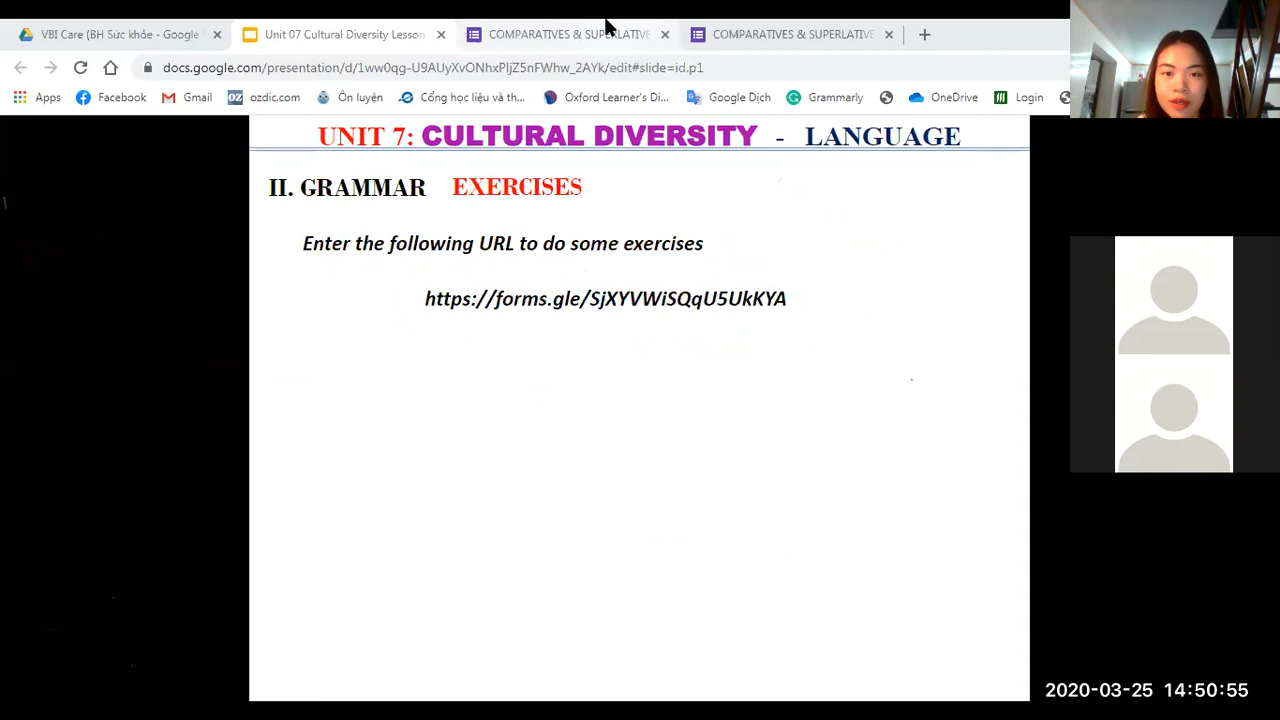 VBI Care (BH Sức khỏe - Google
Unit 07 Cultural Diversity Lesson
COMPARATIVES & SUPERLATIVE
COMPARATIVES & SUPERLATIVE
docs.google.com/presentation/d/1ww0qg-U9AUyXvONhxPljZ5nFWhw_2AYk/edit#slide=id.p1
Apps
Facebook
Gmail
oz ozdic.com
Ôn luyện
Cổng học liệu và th...
Oxford Learner's Di...
Google Dịch
Grammarly
OneDrive
Login
UNIT 7: CULTURAL DIVERSITY - LANGUAGE
II. GRAMMAR EXERCISES
Enter the following URL to do some exercises
https://forms.gle/SjXYVWiSQqU5UkKYA
2020-03-25 14:50:55